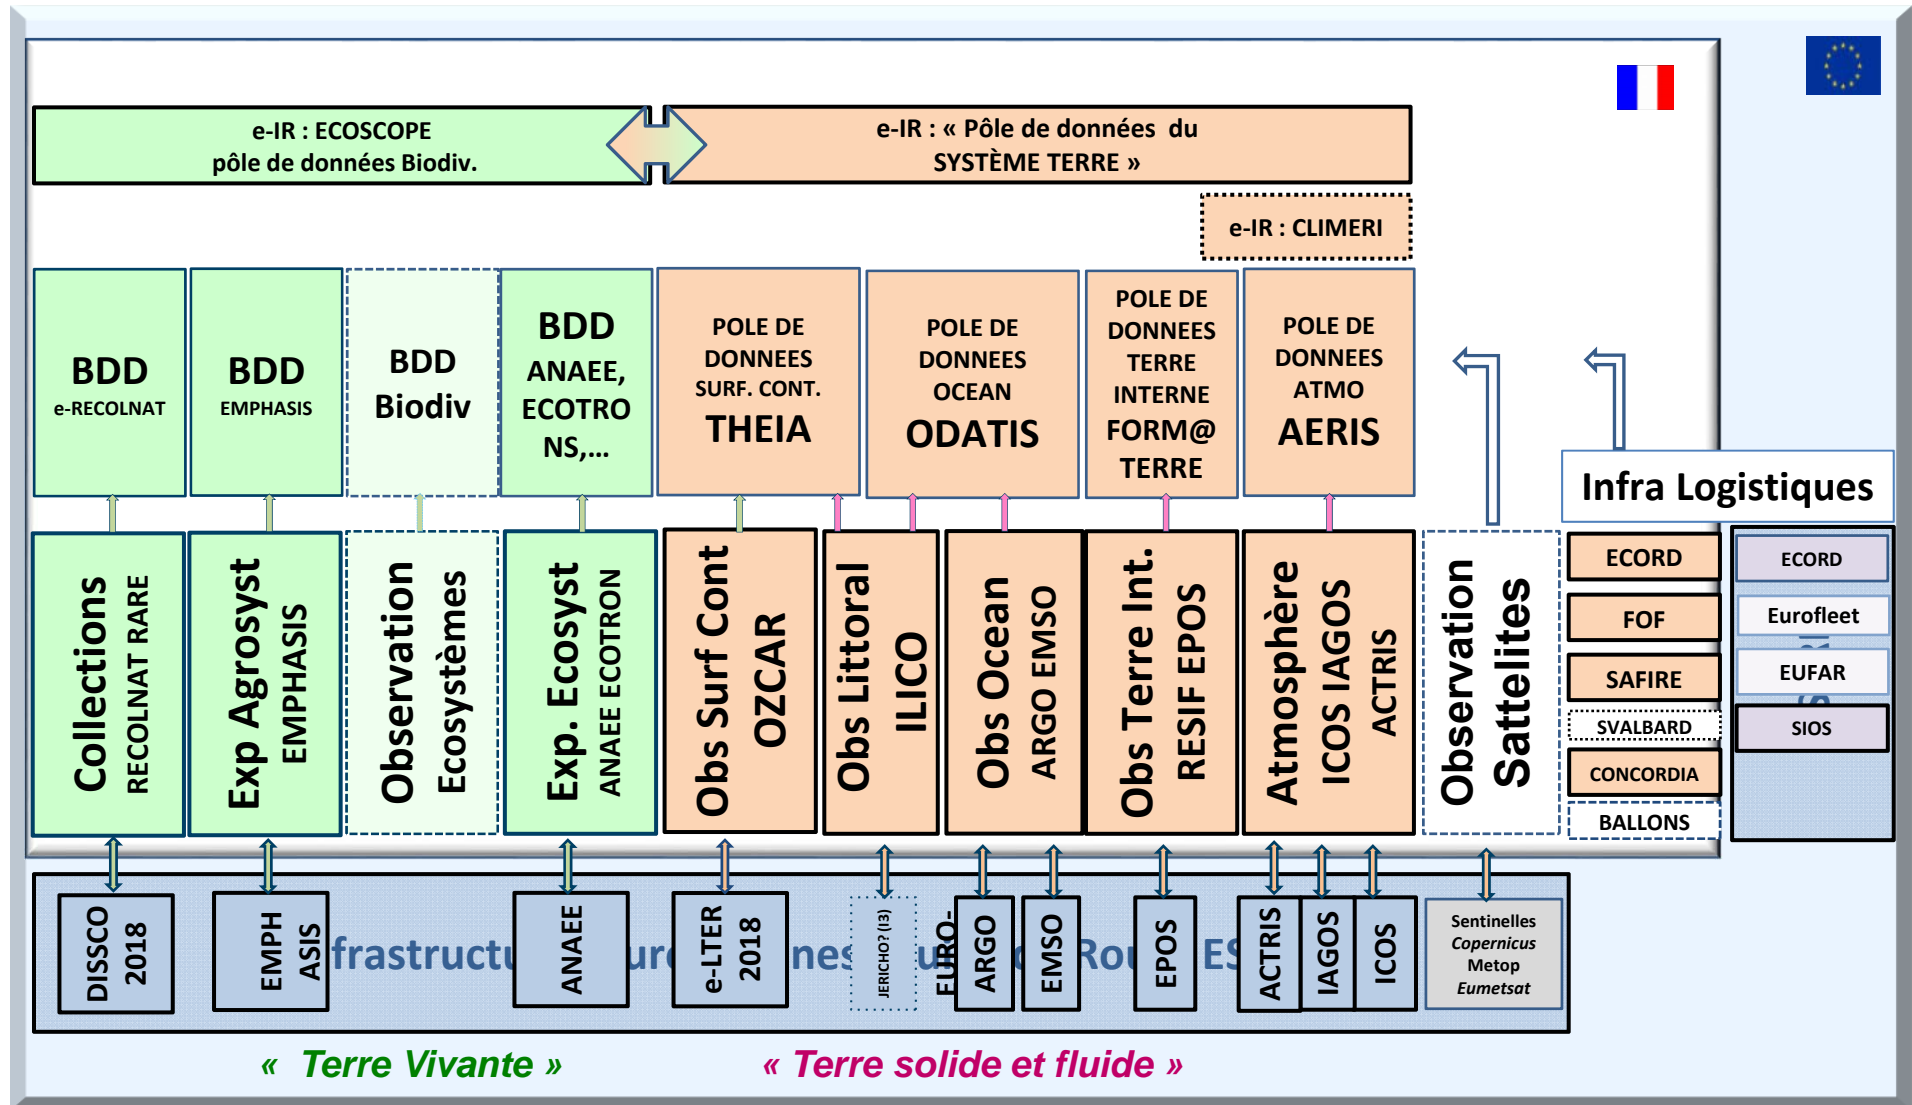 e-IR : ECOSCOPE
pôle de données Biodiv.
e-IR : « Pôle de données du
SYSTÈME TERRE »
e-IR : CLIMERI
BDD
e-RECOLNAT
BDD
EMPHASIS
BDD
Biodiv
BDD
ANAEE,
ECOTRO
NS,...
POLE DE
DONNEES
SURF. CONT.
THEIA
POLE DE
DONNEES
OCEAN
ODATIS
POLE DE
DONNEES
TERRE
INTERNE
FORM@
TERRE
POLE DE
DONNEES
ATMO
AERIS
Infra Logistiques
Collections
RECOLNAT RARE
Exp Agrosyst
EMPHASIS
Observation
Ecosystèmes
Exp. Ecosyst
ANAEE ECOTRON
Obs Surf Cont
OZCAR
Obs Littoral
ILICO
Obs Ocean
ARGO EMSO
Obs Terre Int.
RESIF EPOS
Atmosphère
ICOS IAGOS
ACTRIS
Observation
Sattelites
ECORD
FOF
SAFIRE
SVALBARD
CONCORDIA
BALLONS
ECORD
Eurofleet
EUFAR
SIOS
DISSCO
2018
EMPH
ASIS
ANAEE
e-LTER
2018
JERICHO? (I3)
EURO-
ARGO
EMSO
EPOS
ACTRIS
IAGOS
ICOS
Sentinelles
Copernicus
Metop
Eumetsat
« Terre Vivante »
« Terre solide et fluide »